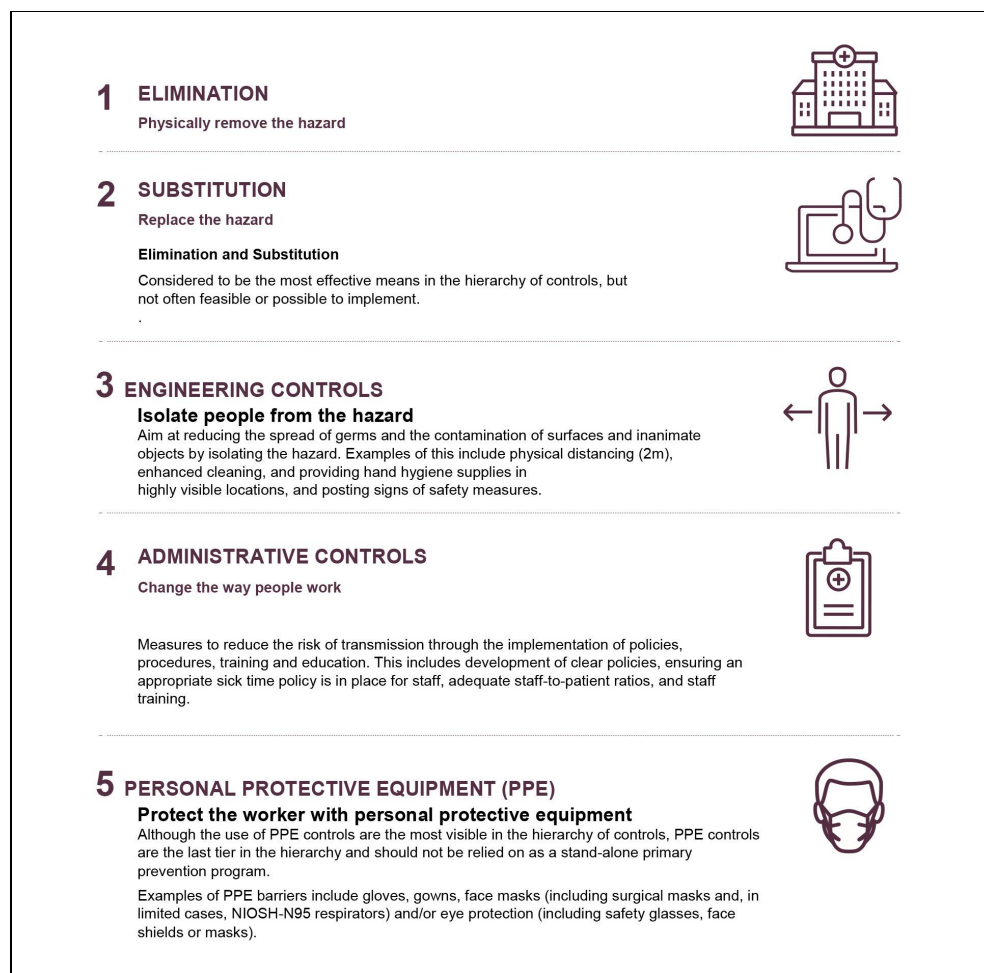 1 ELIMINATION
Physically remove the hazard
2 SUBSTITUTION
Replace the hazard
Elimination and Substitution
Considered to be the most effective means in the hierarchy of controls, but
not often feasible or possible to implement.
.
3 ENGINEERING CONTROLS
Isolate people from the hazard
Aim at reducing the spread of germs and the contamination of surfaces and inanimate
objects by isolating the hazard. Examples of this include physical distancing (2m),
enhanced cleaning, and providing hand hygiene supplies in
highly visible locations, and posting signs of safety measures.
4 ADMINISTRATIVE CONTROLS
Change the way people work
Measures to reduce the risk of transmission through the implementation of policies,
procedures, training and education. This includes development of clear policies, ensuring an
appropriate sick time policy is in place for staff, adequate staff-to-patient ratios, and staff
training.
5 PERSONAL PROTECTIVE EQUIPMENT (PPE)
Protect the worker with personal protective equipment
Although the use of PPE controls are the most visible in the hierarchy of controls, PPE controls
are the last tier in the hierarchy and should not be relied on as a stand-alone primary
prevention program.
Examples of PPE barriers include gloves, gowns, face masks (including surgical masks and, in
limited cases, NIOSH-N95 respirators) and/or eye protection (including safety glasses, face
shields or masks).